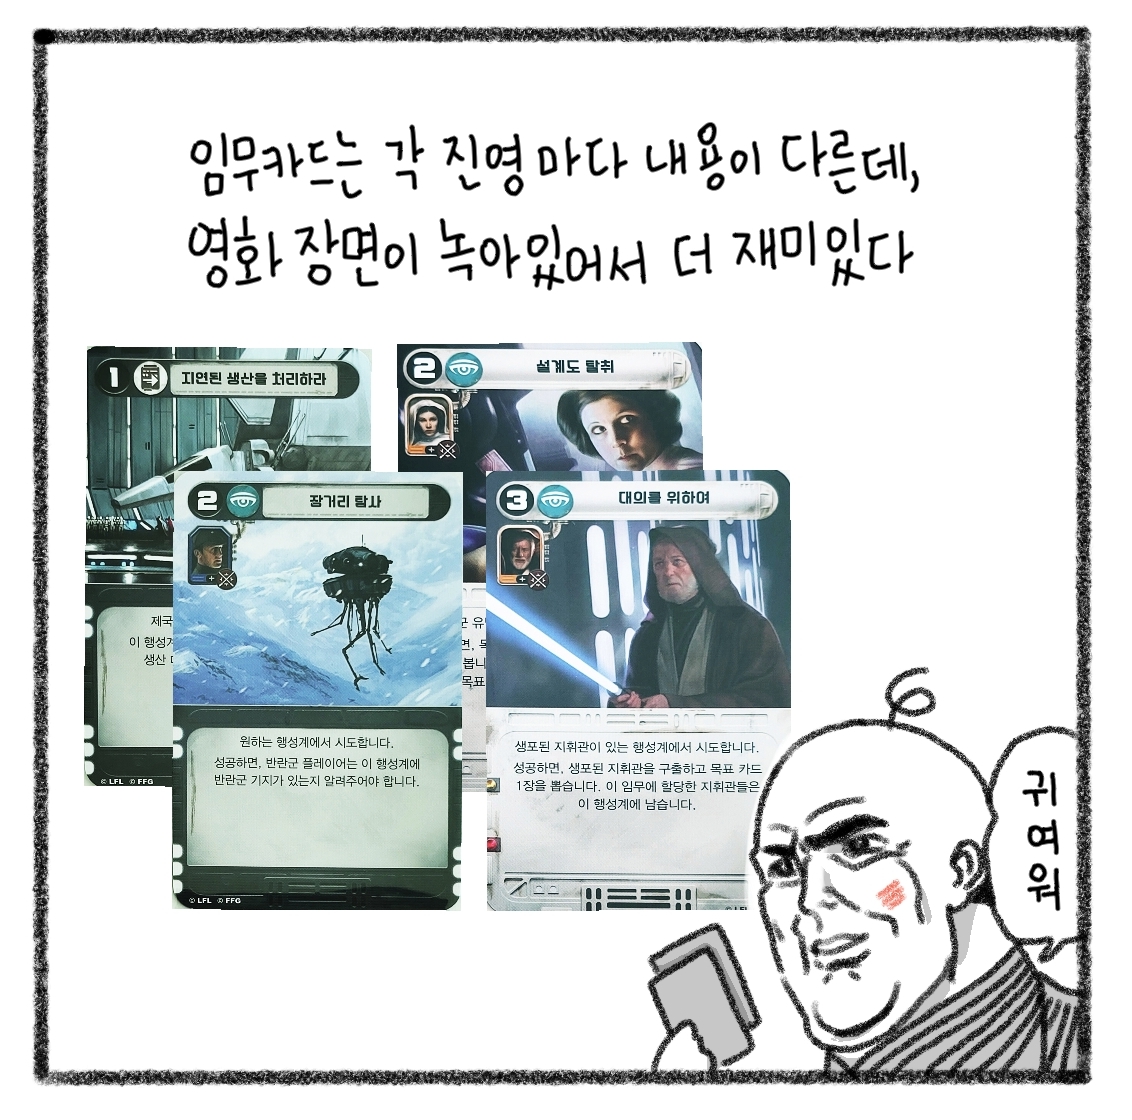 임무카드는 각 진영마다 내용이 다른데,
영화 장면이 녹아있어서 더 재미있다
1 지연된 생산을 처리하라
제국
이 행성계
생산
© LFL © FFG
2 설계도 탈취
2 장거리 탐사
원하는 행성계에서 시도합니다.
성공하면, 반란군 플레이어는 이 행성계에
반란군 기지가 있는지 알려주어야 합니다.
© LFL © FFG
3 대의를 위하여
생포된 지휘관이 있는 행성계에서 시도합니다.
성공하면, 생포된 지휘관을 구출하고 목표 카드
1장을 뽑습니다. 이 임무에 할당된 지휘관들은
이 행성계에 남습니다.
귀
여
워